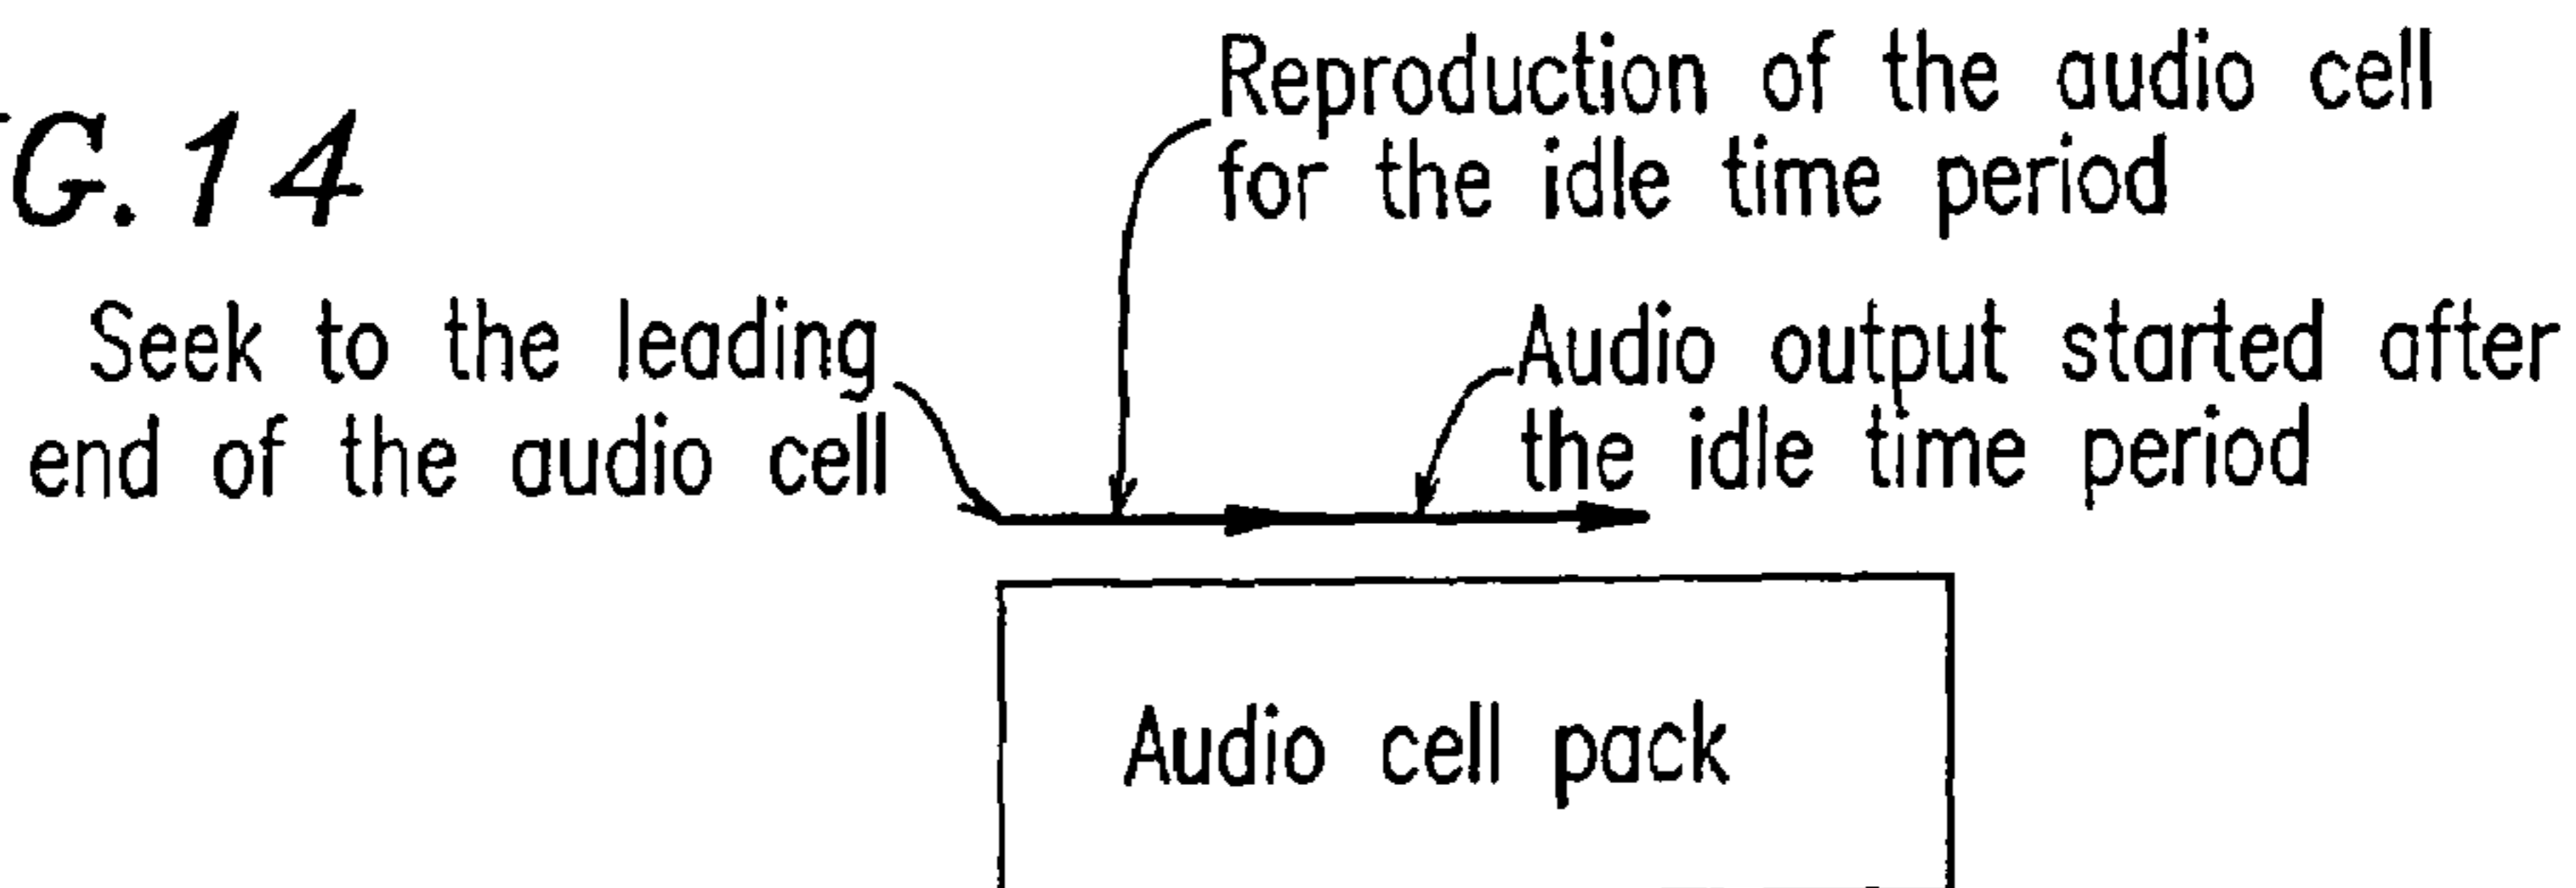 G.14
Reproduction of the audio cell
for the idle time period
Seek to the leading
end of the audio cell
Audio output started after
the idle time period
Audio cell pack